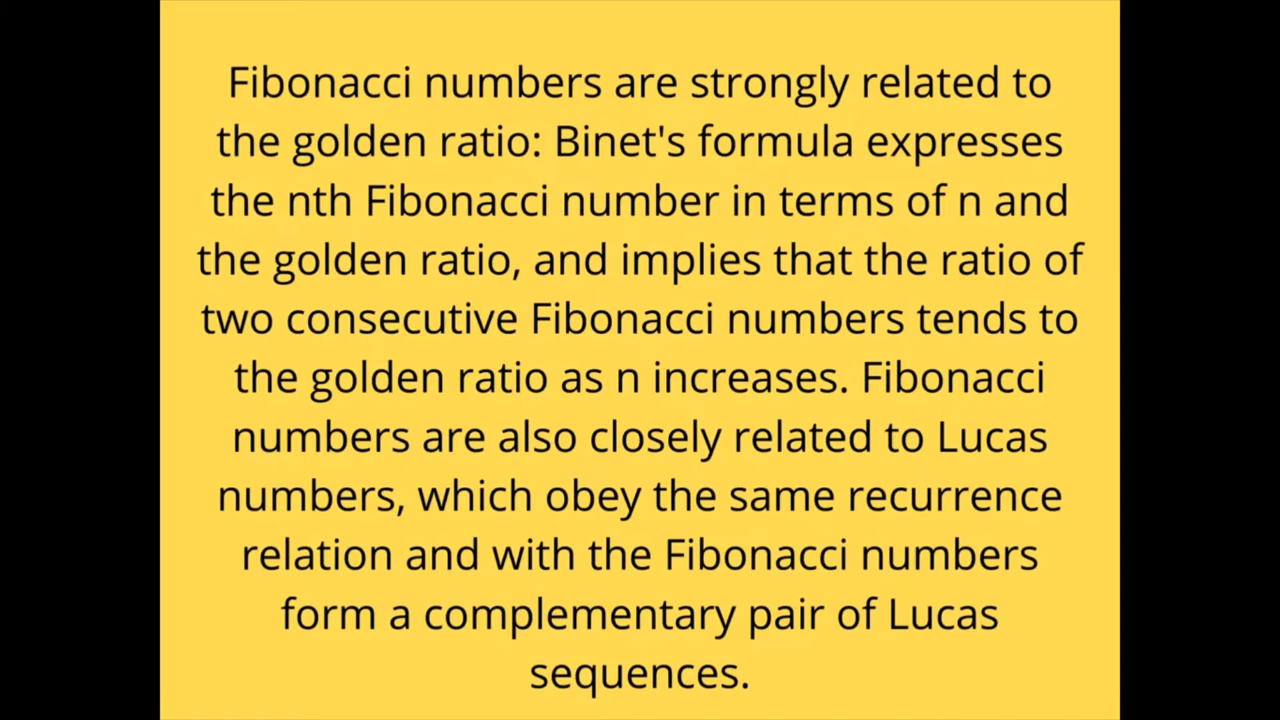 Fibonacci numbers are strongly related to
the golden ratio: Binet's formula expresses
the nth Fibonacci number in terms of n and
the golden ratio, and implies that the ratio of
two consecutive Fibonacci numbers tends to
the golden ratio as n increases. Fibonacci
numbers are also closely related to Lucas
numbers, which obey the same recurrence
relation and with the Fibonacci numbers
form a complementary pair of Lucas
sequences.